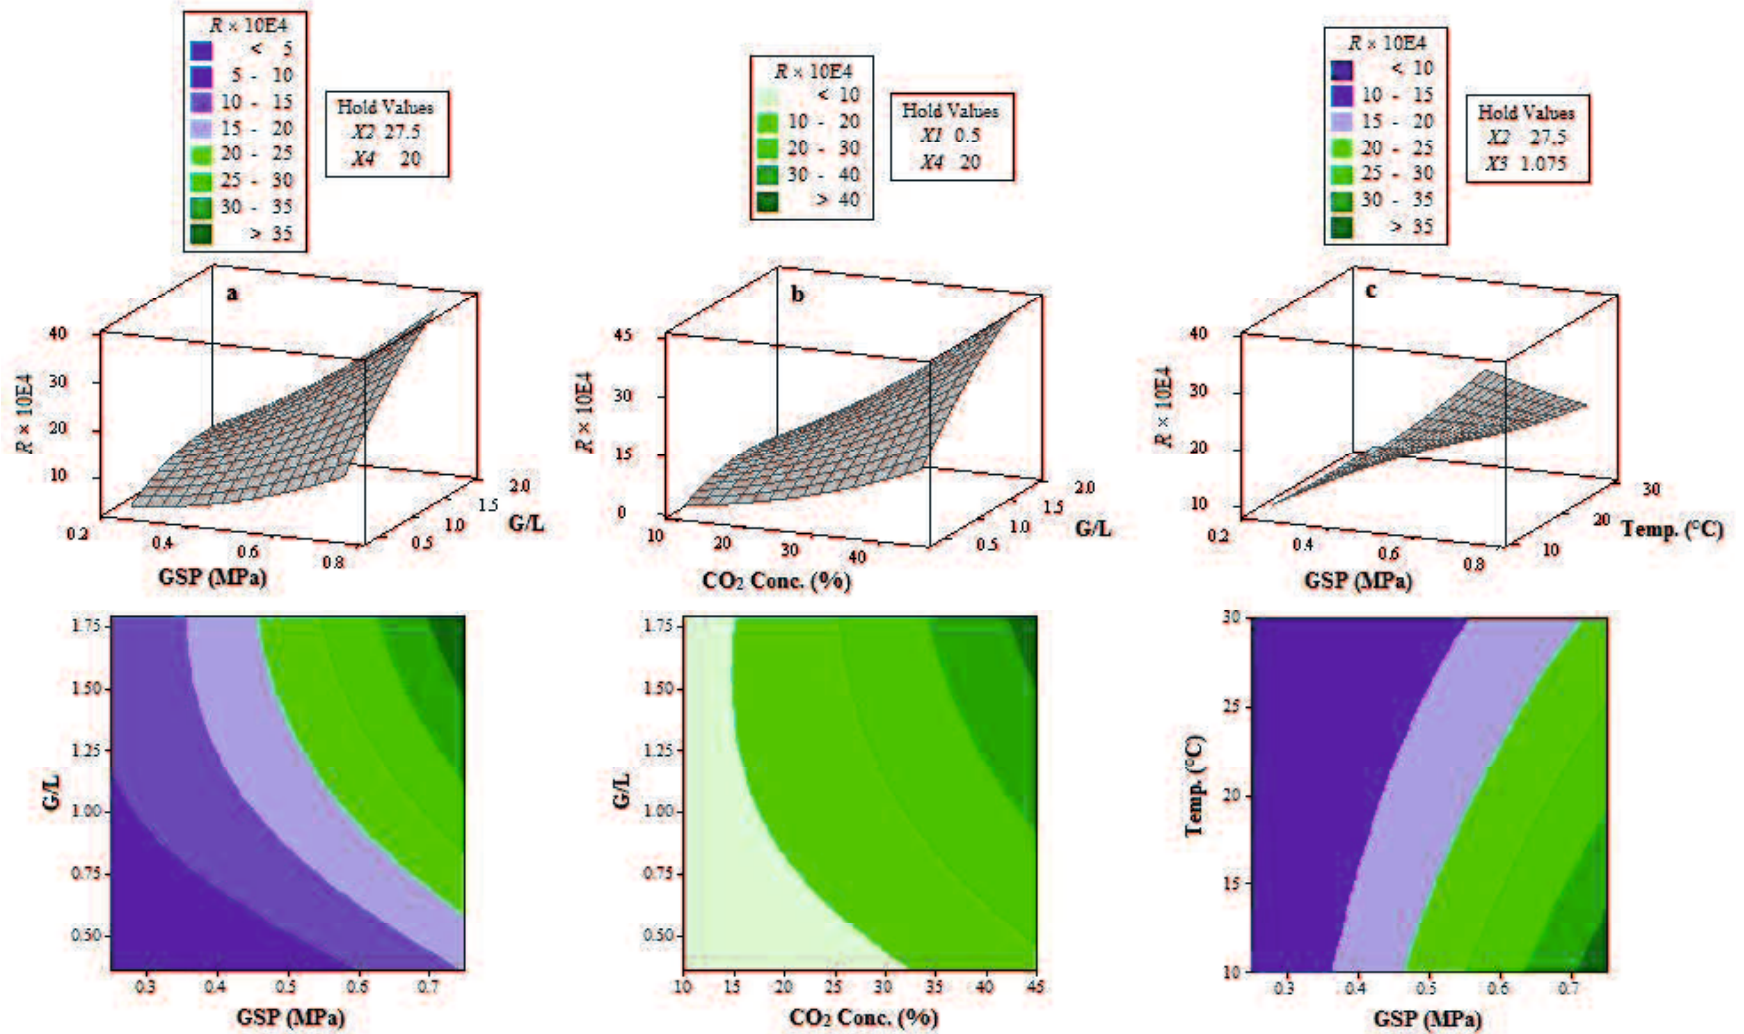 R × 10E4
< 5
5 - 10
10 - 15
15 - 20
20 - 25
25 - 30
30 - 35
> 35
Hold Values
X2 27.5
X4 20
R × 10E4
< 10
10 - 20
20 - 30
30 - 40
> 40
Hold Values
X1 0.5
X4 20
R × 10E4
< 10
10 - 15
15 - 20
20 - 25
25 - 30
30 - 35
> 35
Hold Values
X2 27.5
X3 1.075
a
40
30
20
10
R × 10E4
0.2
0.4
0.6
0.8
GSP (MPa)
0.5
1.0
1.5
2.0
G/L
b
45
30
15
0
R × 10E4
10
20
30
40
CO2 Conc. (%)
0.5
1.0
1.5
2.0
G/L
c
40
30
20
10
R × 10E4
0.2
0.4
0.6
0.8
GSP (MPa)
10
20
30
Temp. (°C)
1.75
1.50
1.25
1.00
0.75
0.50
G/L
0.3 0.4 0.5 0.6 0.7
GSP (MPa)
1.75
1.50
1.25
1.00
0.75
0.50
G/L
10 15 20 25 30 35 40 45
CO2 Conc. (%)
30
25
20
15
10
Temp. (°C)
0.3 0.4 0.5 0.6 0.7
GSP (MPa)